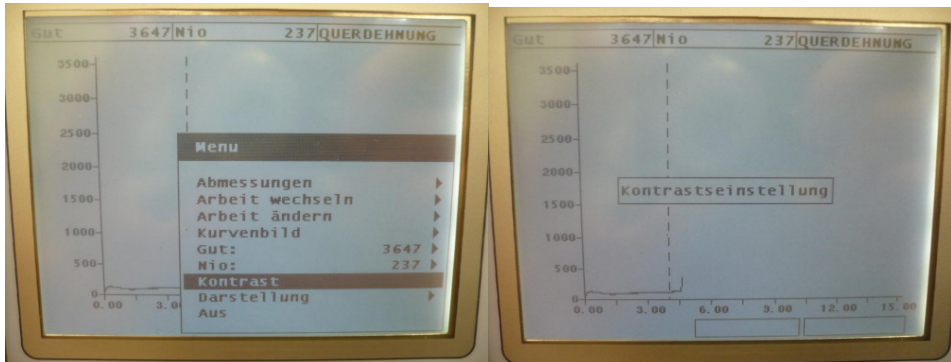 Gut 3647 Nio 237 QUERDEHNUNG
3500
3000
2500
2000
1500
1000
500
0
0.00 3.0
Menu
Abmessungen
Arbeit wechseln
Arbeit ändern
Kurvenbild
Gut: 3647
Nio: 237
Kontrast
Darstellung
Aus
Gut 3647 Nio 237 QUERDEHNUNG
3500
3000
2500
2000
1500
1000
500
0
Kontrastseinstellung
0.00 3.00 6.00 9.00 12.00 15.00